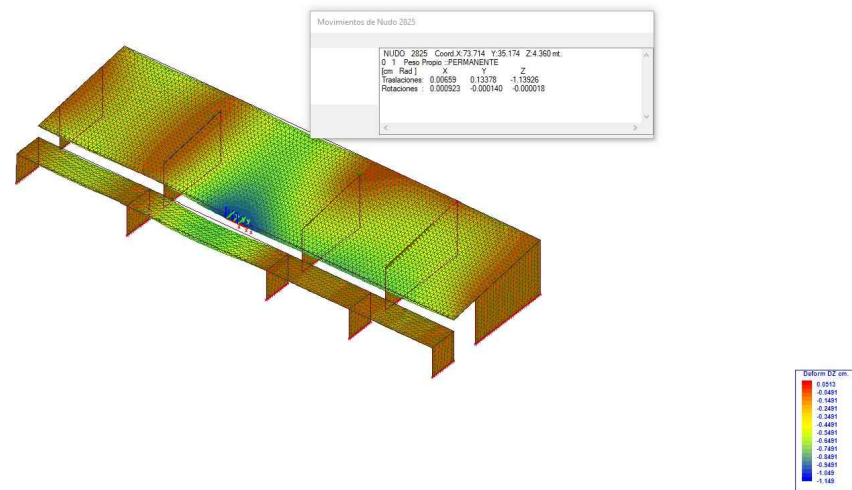 Movimientos de Nudo 2825
NUDO 2825 Coord.X:73.714 Y:35.174 Z:4.360 mt.
0 1 Peso Propio ::PERMANENTE
[cm Rad ] X Y Z
Traslaciones: 0.00659 0.13378 -1.13926
Rotaciones : 0.000923 -0.000140 -0.000018
Deform DZ cm.
0.0513
-0.0491
-0.1491
-0.2491
-0.3491
-0.4491
-0.5491
-0.6491
-0.7491
-0.8491
-0.9491
-1.049
-1.149